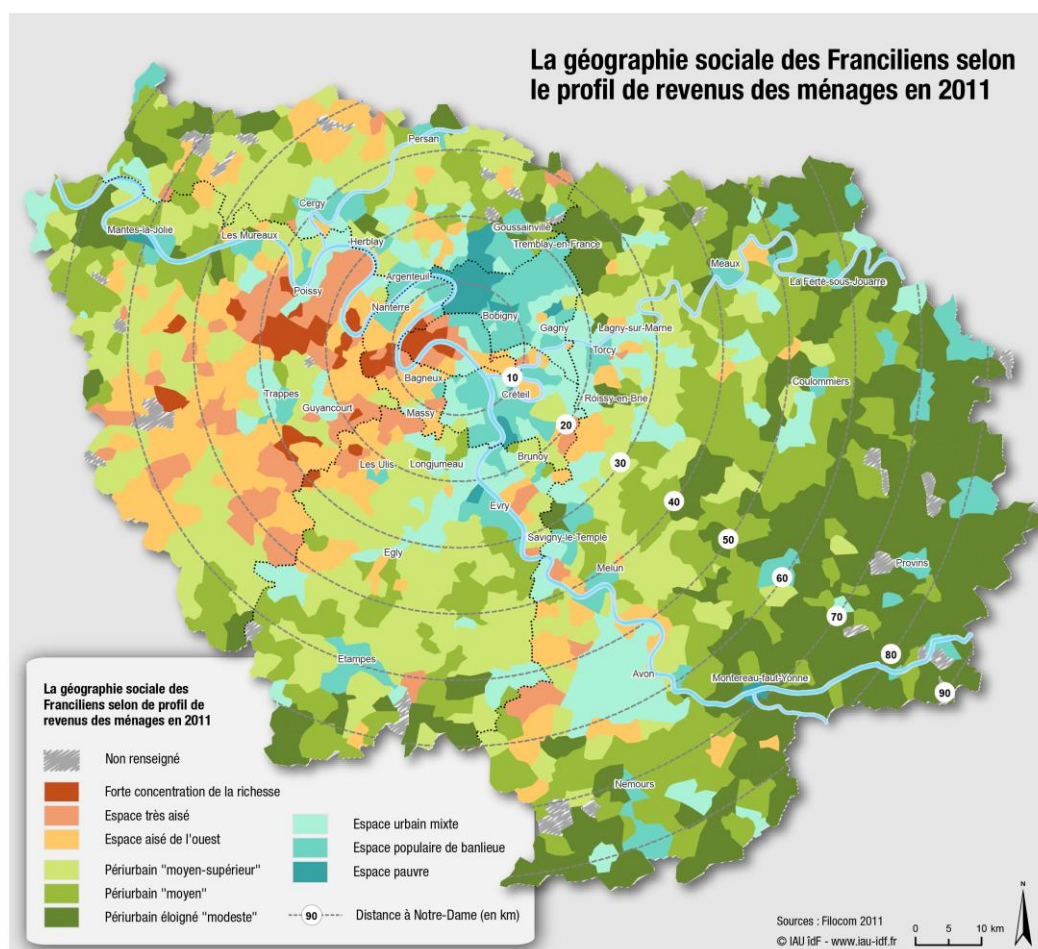 La géographie sociale des Franciliens selon
le profil de revenus des ménages en 2011
Persan
Cergy
Mantes-la-Jolie
Les Mureaux
Herblay
Goussainville
Tremblay-en-France
Argenteuil
Poissy
Nanterre
Bobigny
Gagny
Meaux
La Ferte-sous-Jouarre
Lagny-sur-Marne
Torcy
Bagneux
10
Créteil
Coulommiers
Trappes
Guyancourt
Massy
Roissy-en-Brie
20
Les Ulis
Longjumeau
Brunoy
30
Evry
40
Savigny-le-Temple
50
Egly
Melun
60
Provins
70
Etampes
80
Avon
Montereau-faut-Yonne
90
Nemours
La géographie sociale des
Franciliens selon de profil de
revenus des ménages en 2011
Non renseigné
Forte concentration de la richesse
Espace très aisé
Espace aisé de l'ouest
Périurbain "moyen-supérieur"
Périurbain "moyen"
Périurbain éloigné "modeste"
Espace urbain mixte
Espace populaire de banlieue
Espace pauvre
90 Distance à Notre-Dame (en km)
Sources : Filocom 2011
© IAU îdF - www.iau-idf.fr
0 5 10 km
N